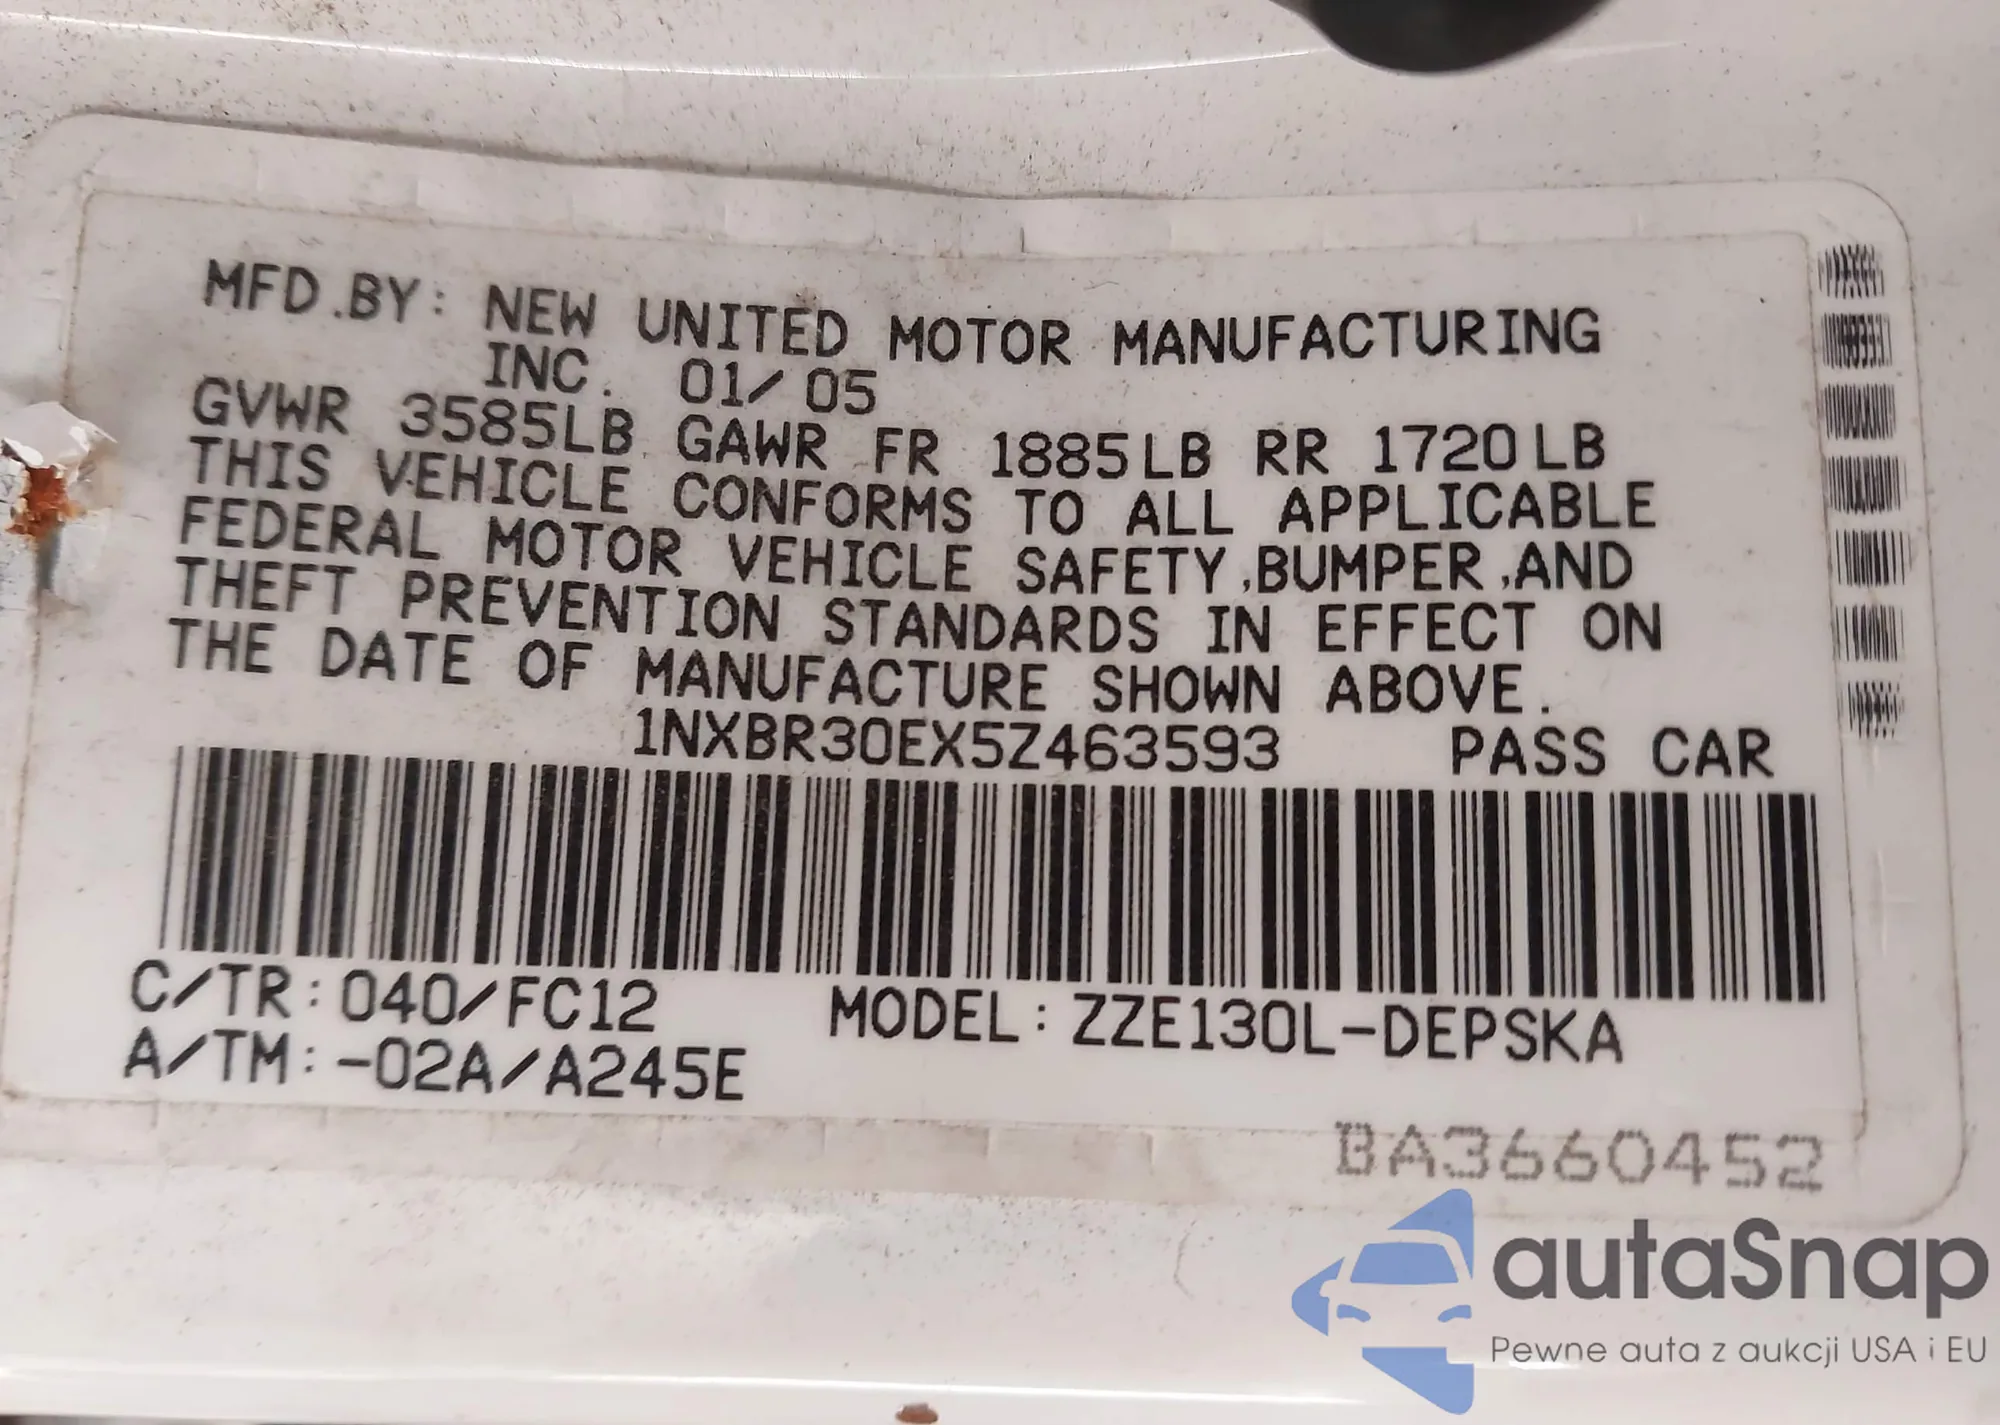 MFD.BY: NEW UNITED MOTOR MANUFACTURING
INC. 01/05
GVWR 3585LB GAWR FR 1885LB RR 1720LB
THIS VEHICLE CONFORMS TO ALL APPLICABLE
FEDERAL MOTOR VEHICLE SAFETY,BUMPER,AND
THEFT PREVENTION STANDARDS IN EFFECT ON
THE DATE OF MANUFACTURE SHOWN ABOVE.
1NXBR30EX5Z463593 PASS CAR
C/TR:040/FC12 MODEL:ZZE130L-DEPSKA
A/TM:-02A/A245E
BA3660452
autaSnap
Pewne auta z aukcji USA i EU